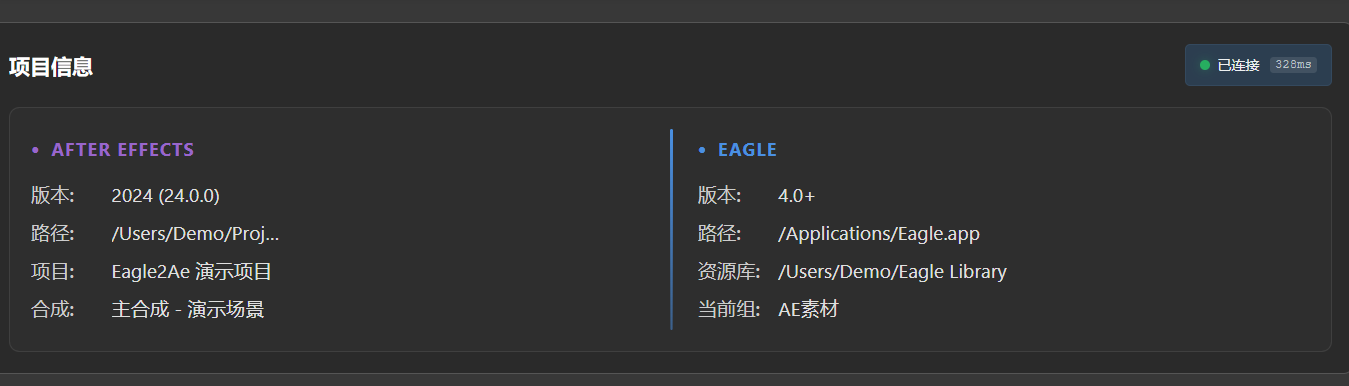 项目信息
已连接 328ms
• AFTER EFFECTS
版本: 2024 (24.0.0)
路径: /Users/Demo/Proj...
项目: Eagle2Ae 演示项目
合成: 主合成 - 演示场景
• EAGLE
版本: 4.0+
路径: /Applications/Eagle.app
资源库: /Users/Demo/Eagle Library
当前组: AE素材